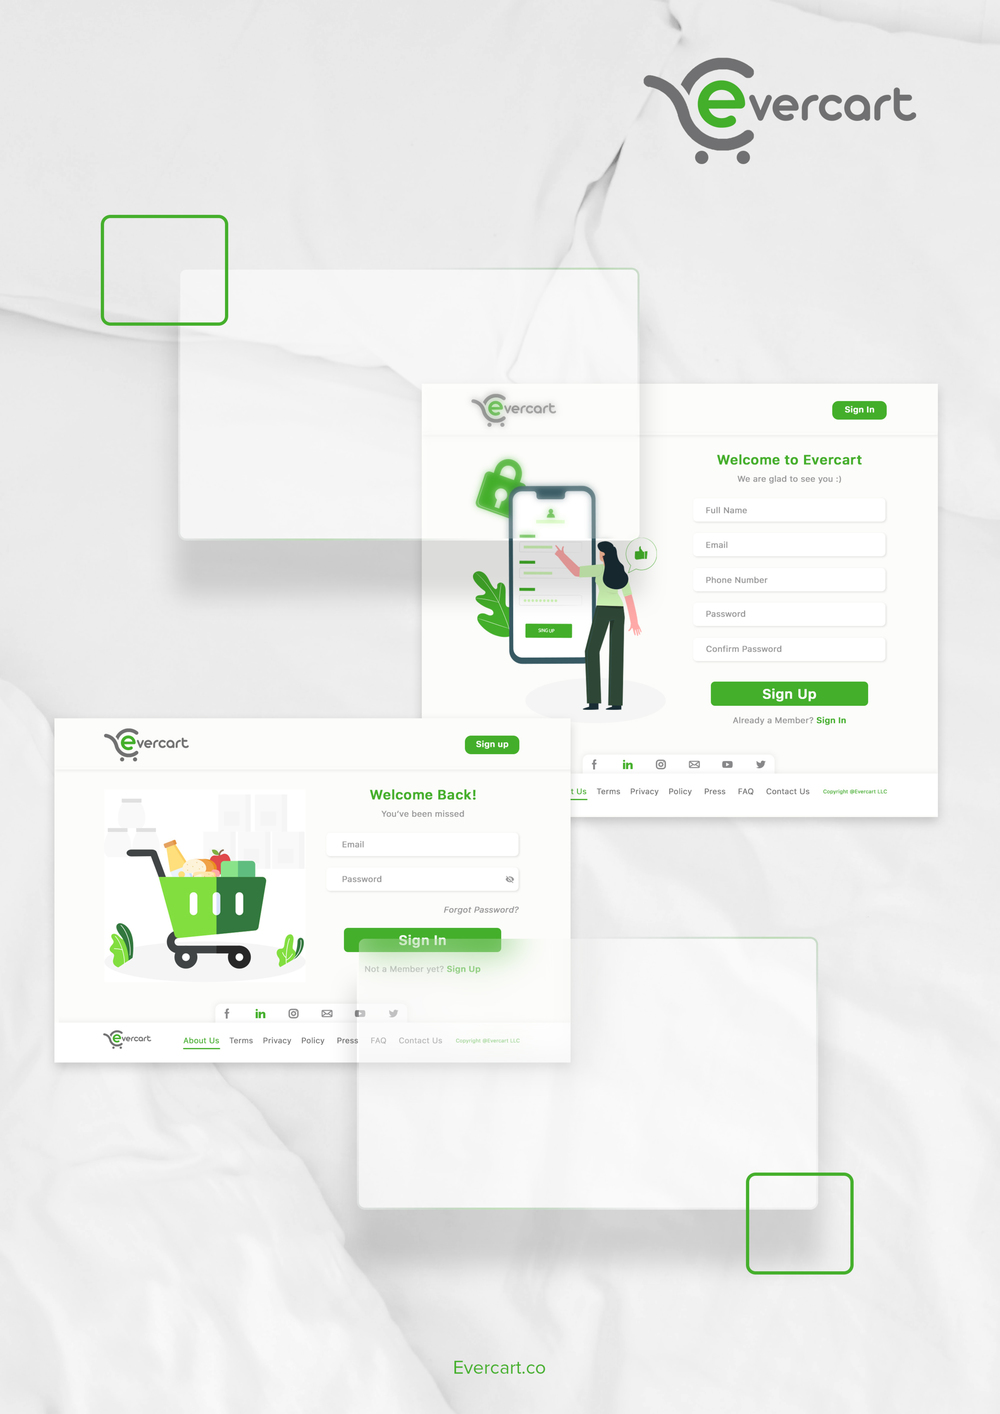 evercart
evercart
Sign In
Welcome to Evercart
We are glad to see you :)
Full Name
Email
Phone Number
Password
Confirm Password
SING UP
Sign Up
Already a Member? Sign In
in
t Us Terms Privacy Policy Press FAQ Contact Us Copyright @Evercart LLC
evercart
Sign up
Welcome Back!
You've been missed
Email
Password
Forgot Password?
Sign In
Not a Member yet? Sign Up
in
evercart About Us Terms Privacy Policy Press FAQ Contact Us Copyright @Evercart LLC
Evercart.co